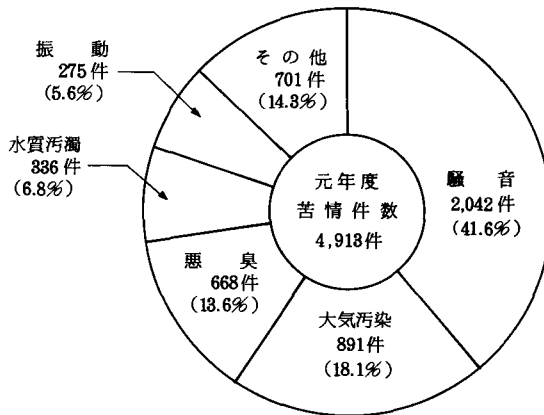 振動
275件
(5.6%)
その他
701件
(14.3%)
水質汚濁
336件
(6.8%)
元年度
苦情件数
4,913件
騒音
2,042件
(41.6%)
悪臭
668件
(13.6%)
大気汚染
891件
(18.1%)